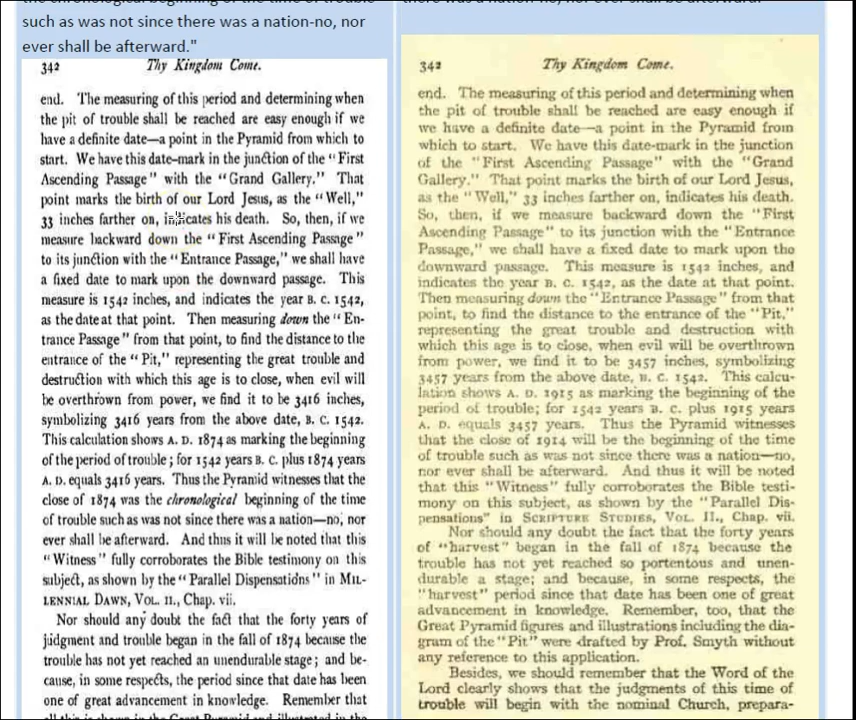 such as was not since there was a nation-no, nor
ever shall be afterward."
342 Thy Kingdom Come.
end. The measuring of this period and determining when
the pit of trouble shall be reached are easy enough if we
have a definite date—a point in the Pyramid from which to
start. We have this date-mark in the junction of the "First
Ascending Passage" with the "Grand Gallery." That
point marks the birth of our Lord Jesus, as the "Well,"
33 inches farther on, indicates his death. So, then, if we
measure backward down the "First Ascending Passage"
to its junction with the "Entrance Passage," we shall have
a fixed date to mark upon the downward passage. This
measure is 1542 inches, and indicates the year B. C. 1542,
as the date at that point. Then measuring down the "En-
trance Passage" from that point, to find the distance to the
entrance of the "Pit," representing the great trouble and
destruction with which this age is to close, when evil will
be overthrown from power, we find it to be 3416 inches,
symbolizing 3416 years from the above date, B. C. 1542.
This calculation shows A. D. 1874 as marking the beginning
of the period of trouble; for 1542 years B. C. plus 1874 years
A. D. equals 3416 years. Thus the Pyramid witnesses that the
close of 1874 was the chronological beginning of the time
of trouble such as was not since there was a nation—no, nor
ever shall be afterward. And thus it will be noted that this
"Witness" fully corroborates the Bible testimony on this
subject, as shown by the "Parallel Dispensations" in MIL-
LENNIAL DAWN, VOL. II., Chap. vii.
Nor should any doubt the fact that the forty years of
judgment and trouble began in the fall of 1874 because the
trouble has not yet reached an unendurable stage; and be-
cause, in some respects, the period since that date has been
one of great advancement in knowledge. Remember that
342 Thy Kingdom Come.
end. The measuring of this period and determining when
the pit of trouble shall be reached are easy enough if
we have a definite date—a point in the Pyramid from
which to start. We have this date-mark in the junction
of the "First Ascending Passage" with the "Grand
Gallery." That point marks the birth of our Lord Jesus,
as the "Well," 33 inches farther on, indicates his death.
So, then, if we measure backward down the "First
Ascending Passage" to its junction with the "Entrance
Passage," we shall have a fixed date to mark upon the
downward passage. This measure is 1542 inches, and
indicates the year B. C. 1542, as the date at that point.
Then measuring down the "Entrance Passage" from that
point, to find the distance to the entrance of the "Pit,"
representing the great trouble and destruction with
which this age is to close, when evil will be overthrown
from power, we find it to be 3457 inches, symbolizing
3457 years from the above date, B. C. 1542. This calcu-
lation shows A. D. 1915 as marking the beginning of the
period of trouble; for 1542 years B. C. plus 1915 years
A. D. equals 3457 years. Thus the Pyramid witnesses
that the close of 1914 will be the beginning of the time
of trouble such as was not since there was a nation—no,
nor ever shall be afterward. And thus it will be noted
that this "Witness" fully corroborates the Bible testi-
mony on this subject, as shown by the "Parallel Dis-
pensations" in SCRIPTURE STUDIES, VOL. II., Chap. vii.
Nor should any doubt the fact that the forty years
of "harvest" began in the fall of 1874 because the
trouble has not yet reached so portentous and unen-
durable a stage; and because, in some respects, the
"harvest" period since that date has been one of great
advancement in knowledge. Remember, too, that the
Great Pyramid figures and illustrations including the dia-
gram of the "Pit" were drafted by Prof. Smyth without
any reference to this application.
Besides, we should remember that the Word of the
Lord clearly shows that the judgments of this time of
trouble will begin with the nominal Church, prepara-